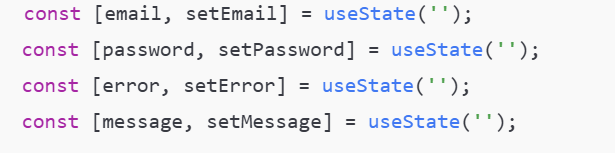 const [email, setEmail] = useState('');
const [password, setPassword] = useState('');
const [error, setError] = useState('');
const [message, setMessage] = useState('');